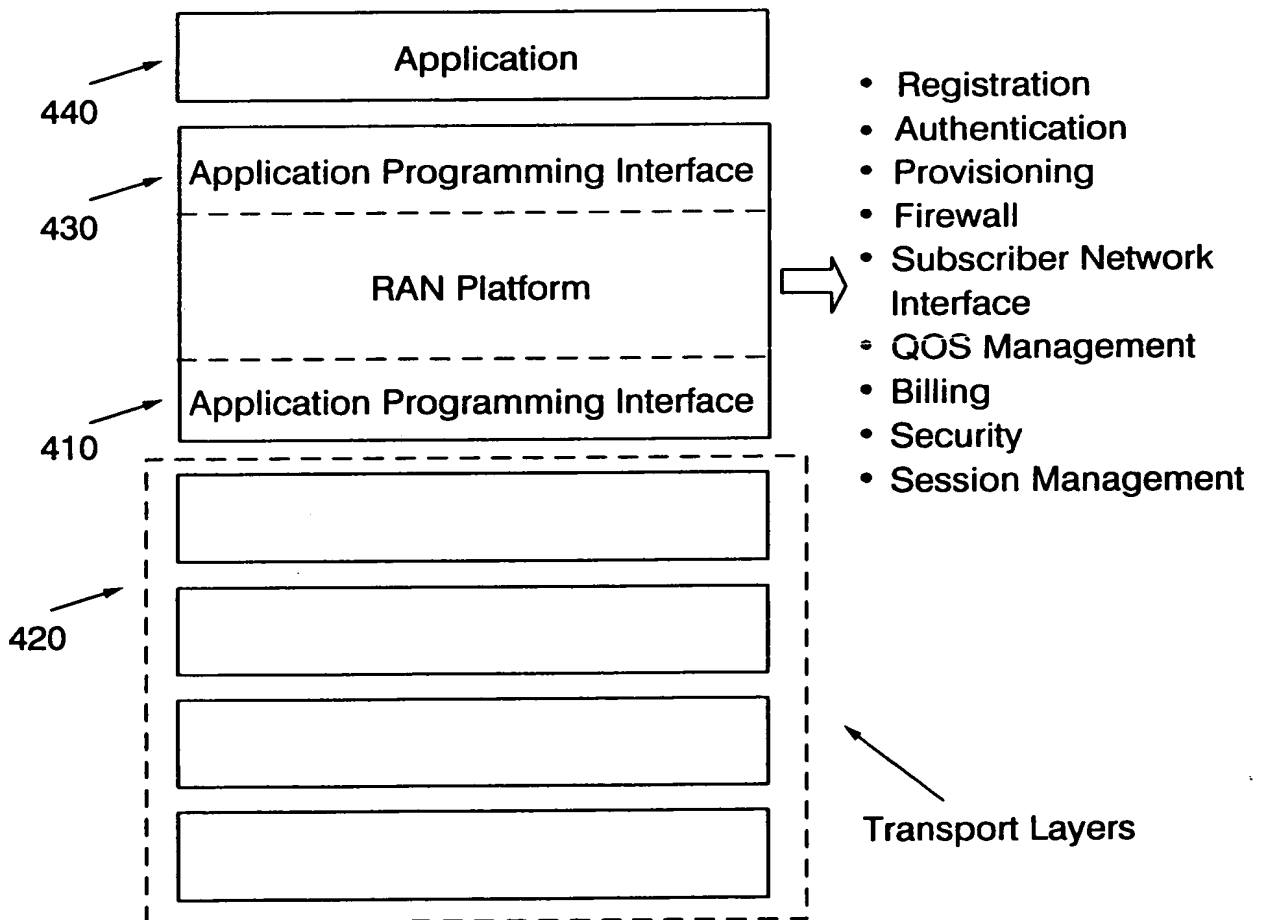 Application
440
Application Programming Interface
430
RAN Platform
Application Programming Interface
410
• Registration
• Authentication
• Provisioning
• Firewall
• Subscriber Network
Interface
• QOS Management
• Billing
• Security
• Session Management
420
Transport Layers